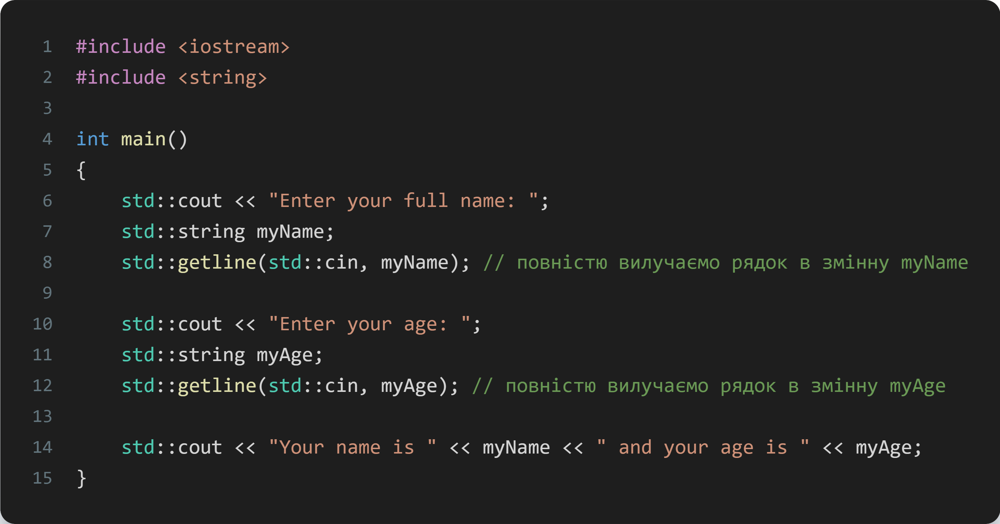 1 #include <iostream>
2 #include <string>
3
4 int main()
5 {
6     std::cout << "Enter your full name: ";
7     std::string myName;
8     std::getline(std::cin, myName); // повністю вилучаємо рядок в змінну myName
9
10     std::cout << "Enter your age: ";
11     std::string myAge;
12     std::getline(std::cin, myAge); // повністю вилучаємо рядок в змінну myAge
13
14     std::cout << "Your name is " << myName << " and your age is " << myAge;
15 }